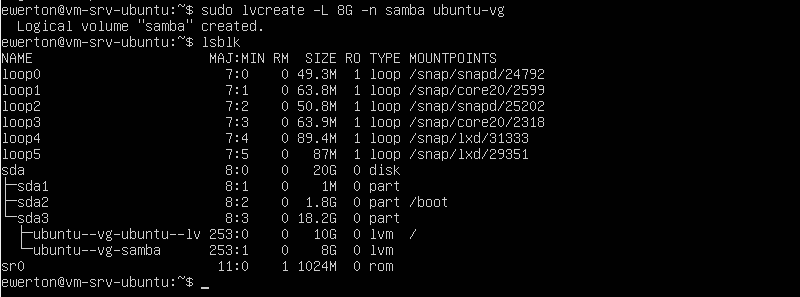 ewerton@vm-srv-ubuntu:~$ sudo lvcreate -L 8G -n samba ubuntu-vg
  Logical volume "samba" created.
ewerton@vm-srv-ubuntu:~$ lsblk
NAME                      MAJ:MIN RM  SIZE RO TYPE MOUNTPOINTS
loop0                       7:0    0 49.3M  1 loop /snap/snapd/24792
loop1                       7:1    0 63.8M  1 loop /snap/core20/2599
loop2                       7:2    0 50.8M  1 loop /snap/snapd/25202
loop3                       7:3    0 63.9M  1 loop /snap/core20/2318
loop4                       7:4    0 89.4M  1 loop /snap/lxd/31333
loop5                       7:5    0   87M  1 loop /snap/lxd/29351
sda                         8:0    0   20G  0 disk
├─sda1                      8:1    0    1M  0 part
├─sda2                      8:2    0  1.8G  0 part /boot
└─sda3                      8:3    0 18.2G  0 part
  ├─ubuntu--vg-ubuntu--lv 253:0    0   10G  0 lvm  /
  └─ubuntu--vg-samba      253:1    0    8G  0 lvm
sr0                        11:0    1 1024M  0 rom
ewerton@vm-srv-ubuntu:~$ _